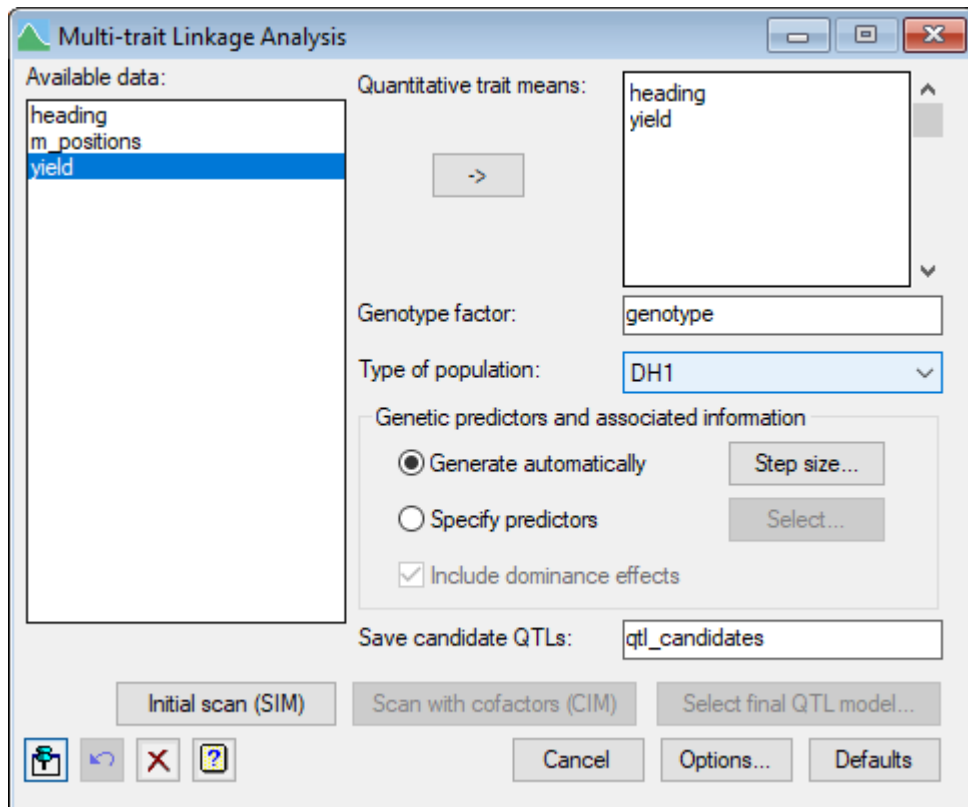 Multi-trait Linkage Analysis
Available data:
heading
m_positions
yield
Quantitative trait means:
heading
yield
->
Genotype factor:
genotype
Type of population:
DH1
Genetic predictors and associated information
Generate automatically
Step size...
Specify predictors
Select...
Include dominance effects
Save candidate QTLs:
qtl_candidates
Initial scan (SIM)
Scan with cofactors (CIM)
Select final QTL model...
?
Cancel
Options...
Defaults